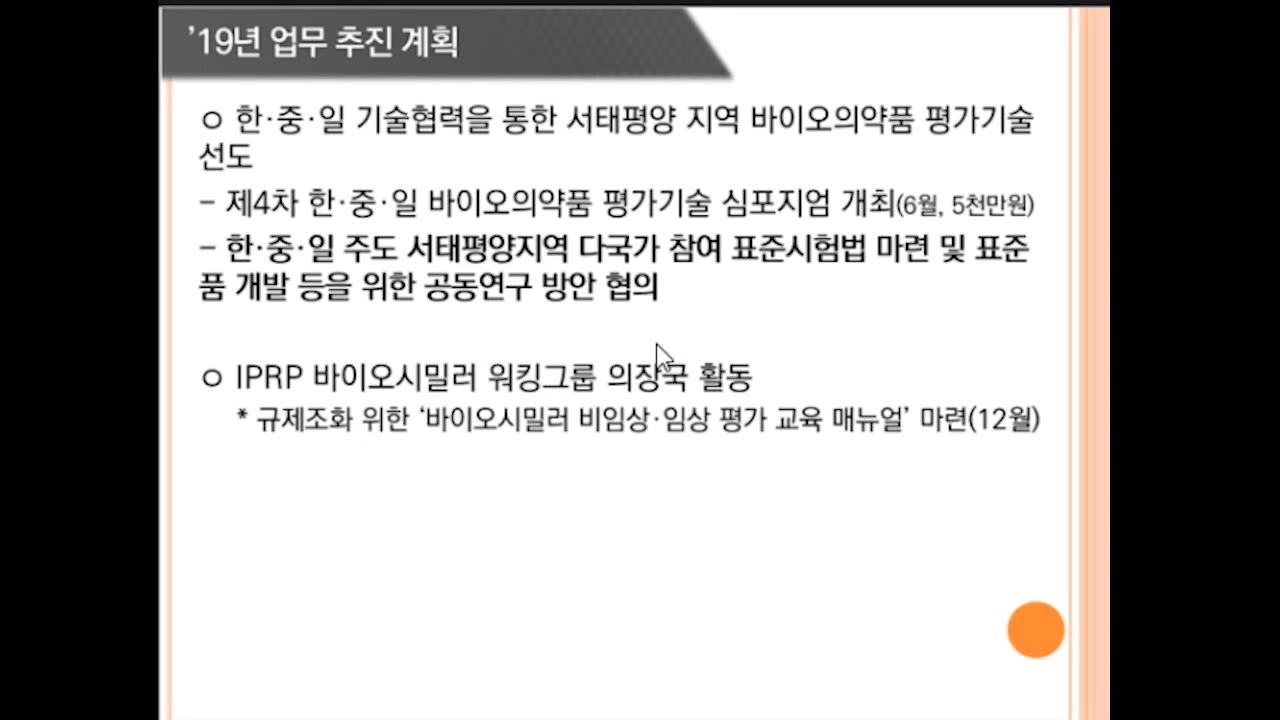 ’19년 업무 추진 계획
ㅇ 한·중·일 기술협력을 통한 서태평양 지역 바이오의약품 평가기술
선도
- 제4차 한·중·일 바이오의약품 평가기술 심포지엄 개최(6월, 5천만원)
- 한·중·일 주도 서태평양지역 다국가 참여 표준시험법 마련 및 표준
품 개발 등을 위한 공동연구 방안 협의
ㅇ IPRP 바이오시밀러 워킹그룹 의장국 활동
* 규제조화 위한 ‘바이오시밀러 비임상·임상 평가 교육 매뉴얼’ 마련(12월)